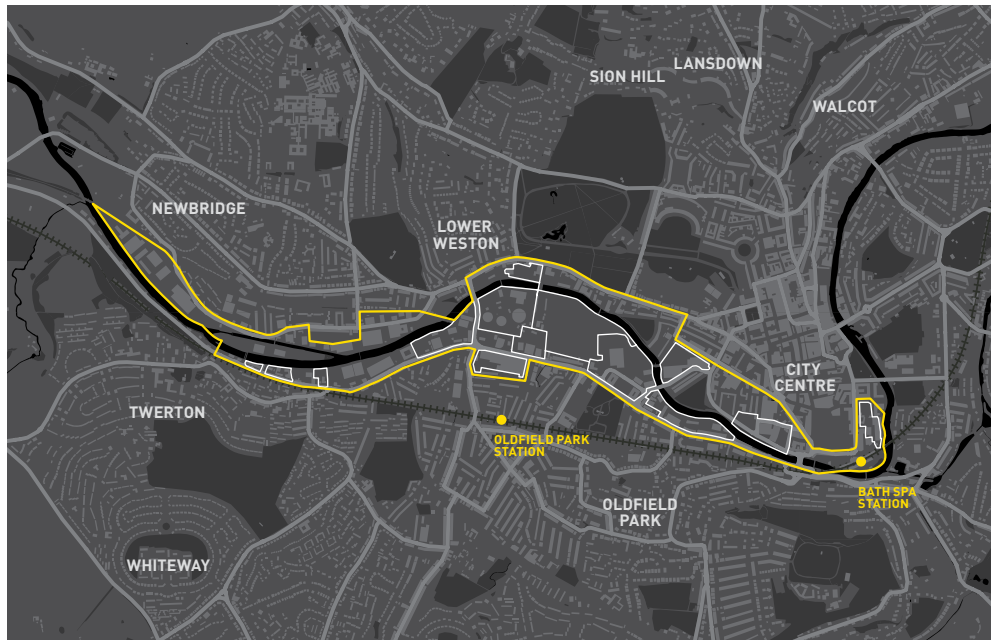 LANSDOWN
SION HILL
WALCOT
NEWBRIDGE
LOWER
WESTON
CITY
CENTRE
TWERTON
OLDFIELD PARK
STATION
BATH SPA
STATION
OLDFIELD
PARK
WHITEWAY